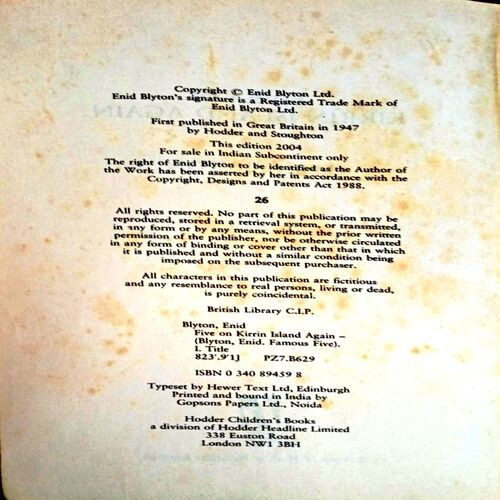 Copyright © Enid Blyton Ltd.
Enid Blyton's signature is a Registered Trade Mark of
Enid Blyton Ltd.
First published in Great Britain in 1947
by Hodder and Stoughton
This edition 2004
For sale in Indian Subcontinent only
The right of Enid Blyton to be identified as the Author of
the Work has been asserted by her in accordance with the
Copyright, Designs and Patents Act 1988.
26
All rights reserved. No part of this publication may be
reproduced, stored in a retrieval system, or transmitted,
in any form or by any means, without the prior written
permission of the publisher, nor be otherwise circulated
in any form of binding or cover other than that in which
it is published and without a similar condition being
imposed on the subsequent purchaser.
All characters in this publication are fictitious
and any resemblance to real persons, living or dead,
is purely coincidental.
British Library C.I.P.
Blyton, Enid
Five on Kirrin Island Again –
(Blyton, Enid. Famous Five).
I. Title
823'.9'1J PZ7.B629
ISBN 0 340 89459 8
Typeset by Hewer Text Ltd, Edinburgh
Printed and bound in India by
Gopsons Papers Ltd., Noida
Hodder Children's Books
a division of Hodder Headline Limited
338 Euston Road
London NW1 3BH